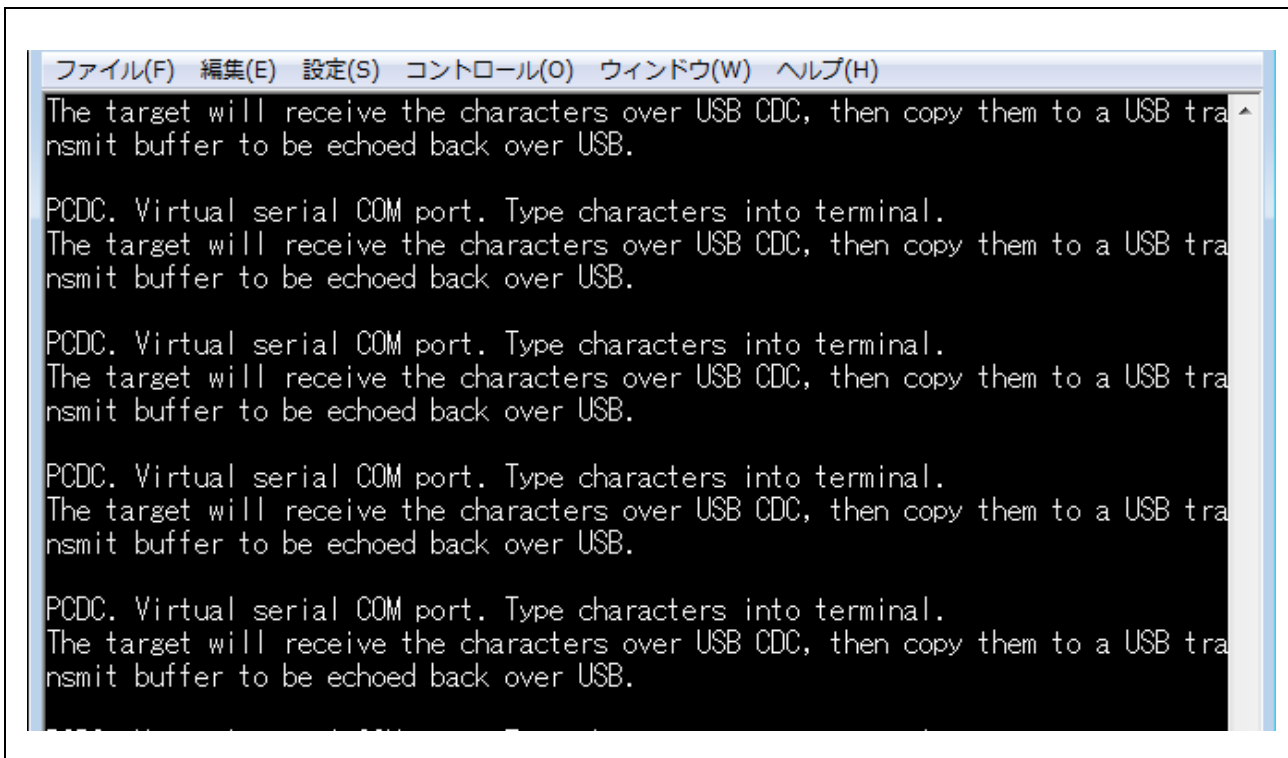 ファイル(F) 編集(E) 設定(S) コントロール(O) ウィンドウ(W) ヘルプ(H)
The target will receive the characters over USB CDC, then copy them to a USB tra
nsmit buffer to be echoed back over USB.
PCDC. Virtual serial COM port. Type characters into terminal.
The target will receive the characters over USB CDC, then copy them to a USB tra
nsmit buffer to be echoed back over USB.
PCDC. Virtual serial COM port. Type characters into terminal.
The target will receive the characters over USB CDC, then copy them to a USB tra
nsmit buffer to be echoed back over USB.
PCDC. Virtual serial COM port. Type characters into terminal.
The target will receive the characters over USB CDC, then copy them to a USB tra
nsmit buffer to be echoed back over USB.
PCDC. Virtual serial COM port. Type characters into terminal.
The target will receive the characters over USB CDC, then copy them to a USB tra
nsmit buffer to be echoed back over USB.